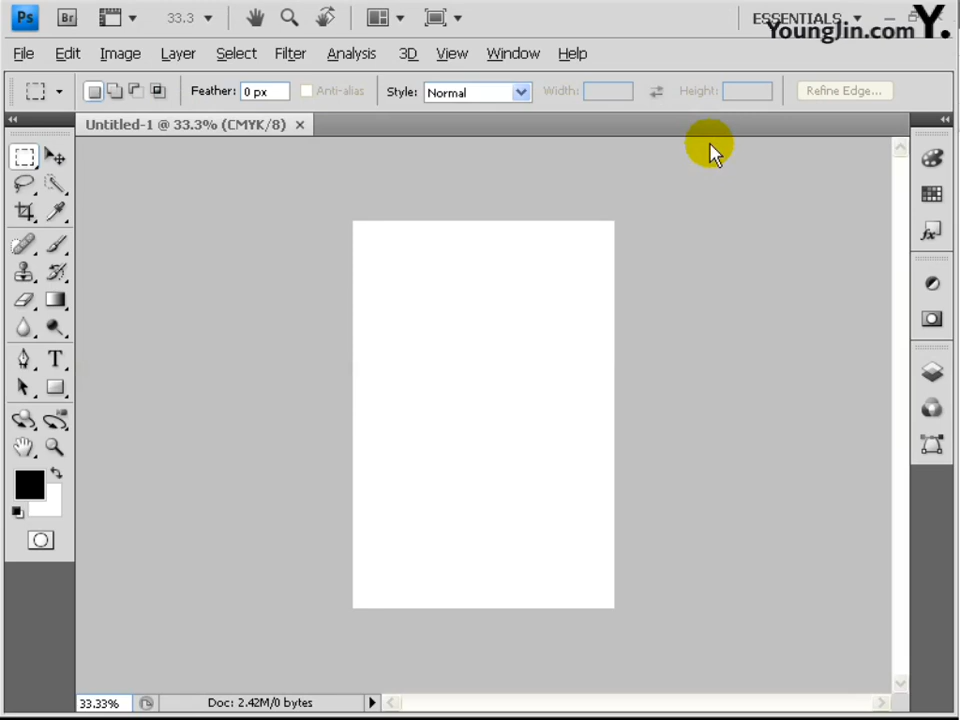 Ps Br 33.3 ESSENTIALS
YoungJin.com Y.
File Edit Image Layer Select Filter Analysis 3D View Window Help
Feather: 0 px Anti-alias Style: Normal Width: Height: Refine Edge...
Untitled-1 @ 33.3% (CMYK/8)
fx
T
33.33% Doc: 2.42M/0 bytes